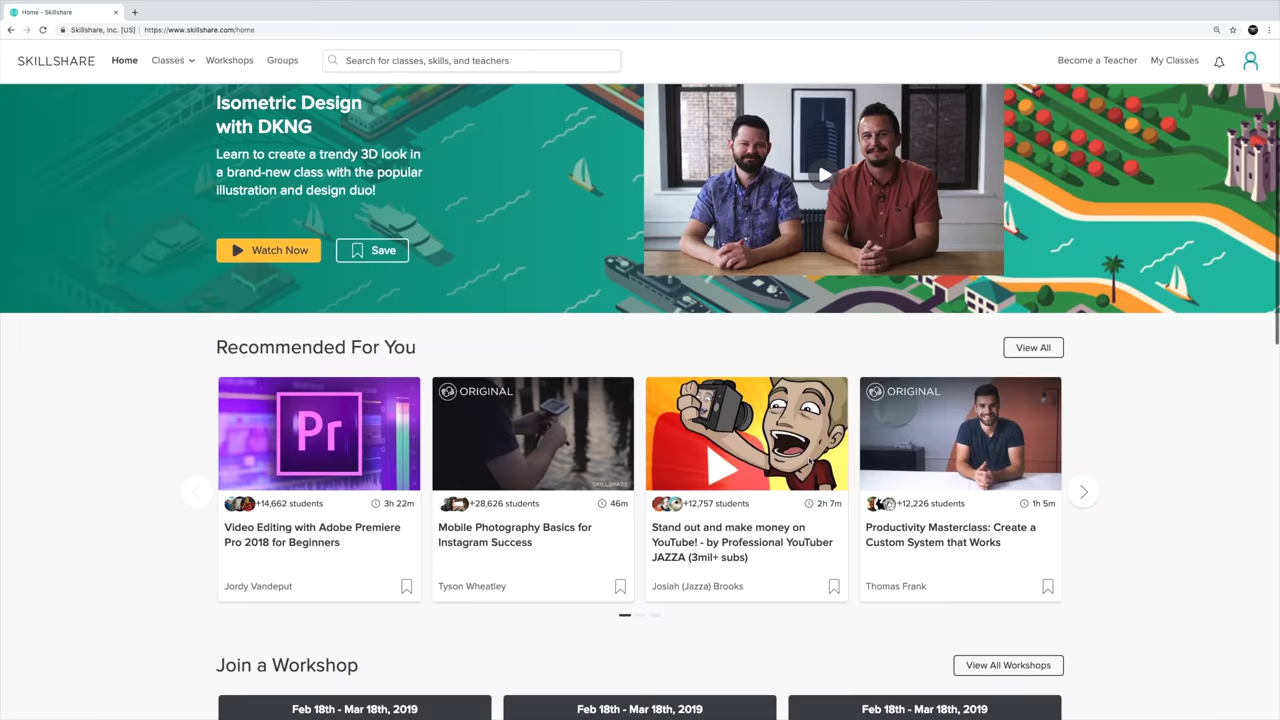 Home - Skillshare
Skillshare, Inc. [US] https://www.skillshare.com/home
SKILLSHARE Home Classes Workshops Groups Search for classes, skills, and teachers Become a Teacher My Classes
Isometric Design
with DKNG
Learn to create a trendy 3D look in
a brand-new class with the popular
illustration and design duo!
Watch Now Save
Recommended For You View All
Pr
+14,662 students 3h 22m
Video Editing with Adobe Premiere
Pro 2018 for Beginners
Jordy Vandeput
ORIGINAL
SKILLSHARE
+28,626 students 46m
Mobile Photography Basics for
Instagram Success
Tyson Wheatley
+12,757 students 2h 7m
Stand out and make money on
YouTube! - by Professional YouTuber
JAZZA (3mil+ subs)
Josiah (Jazza) Brooks
ORIGINAL
+12,226 students 1h 5m
Productivity Masterclass: Create a
Custom System that Works
Thomas Frank
Join a Workshop View All Workshops
Feb 18th - Mar 18th, 2019 Feb 18th - Mar 18th, 2019 Feb 18th - Mar 18th, 2019